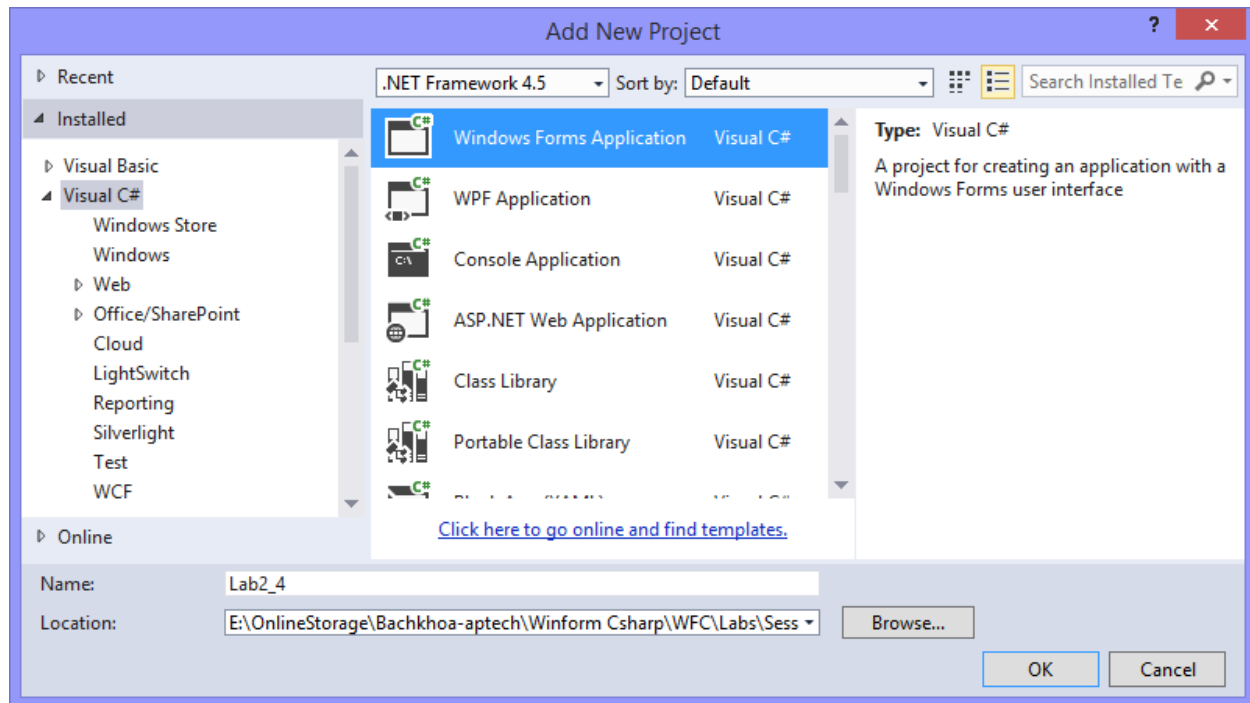 Add New Project
?
Recent
Installed
Visual Basic
Visual C#
Windows Store
Windows
Web
Office/SharePoint
Cloud
LightSwitch
Reporting
Silverlight
Test
WCF
Online
.NET Framework 4.5 Sort by: Default Search Installed Te
Windows Forms Application Visual C#
WPF Application Visual C#
Console Application Visual C#
ASP.NET Web Application Visual C#
Class Library Visual C#
Portable Class Library Visual C#
Click here to go online and find templates.
Type: Visual C#
A project for creating an application with a
Windows Forms user interface
Name: Lab2_4
Location: E:\OnlineStorage\Bachkhoa-aptech\Winform Csharp\WFC\Labs\Sess Browse...
OK Cancel